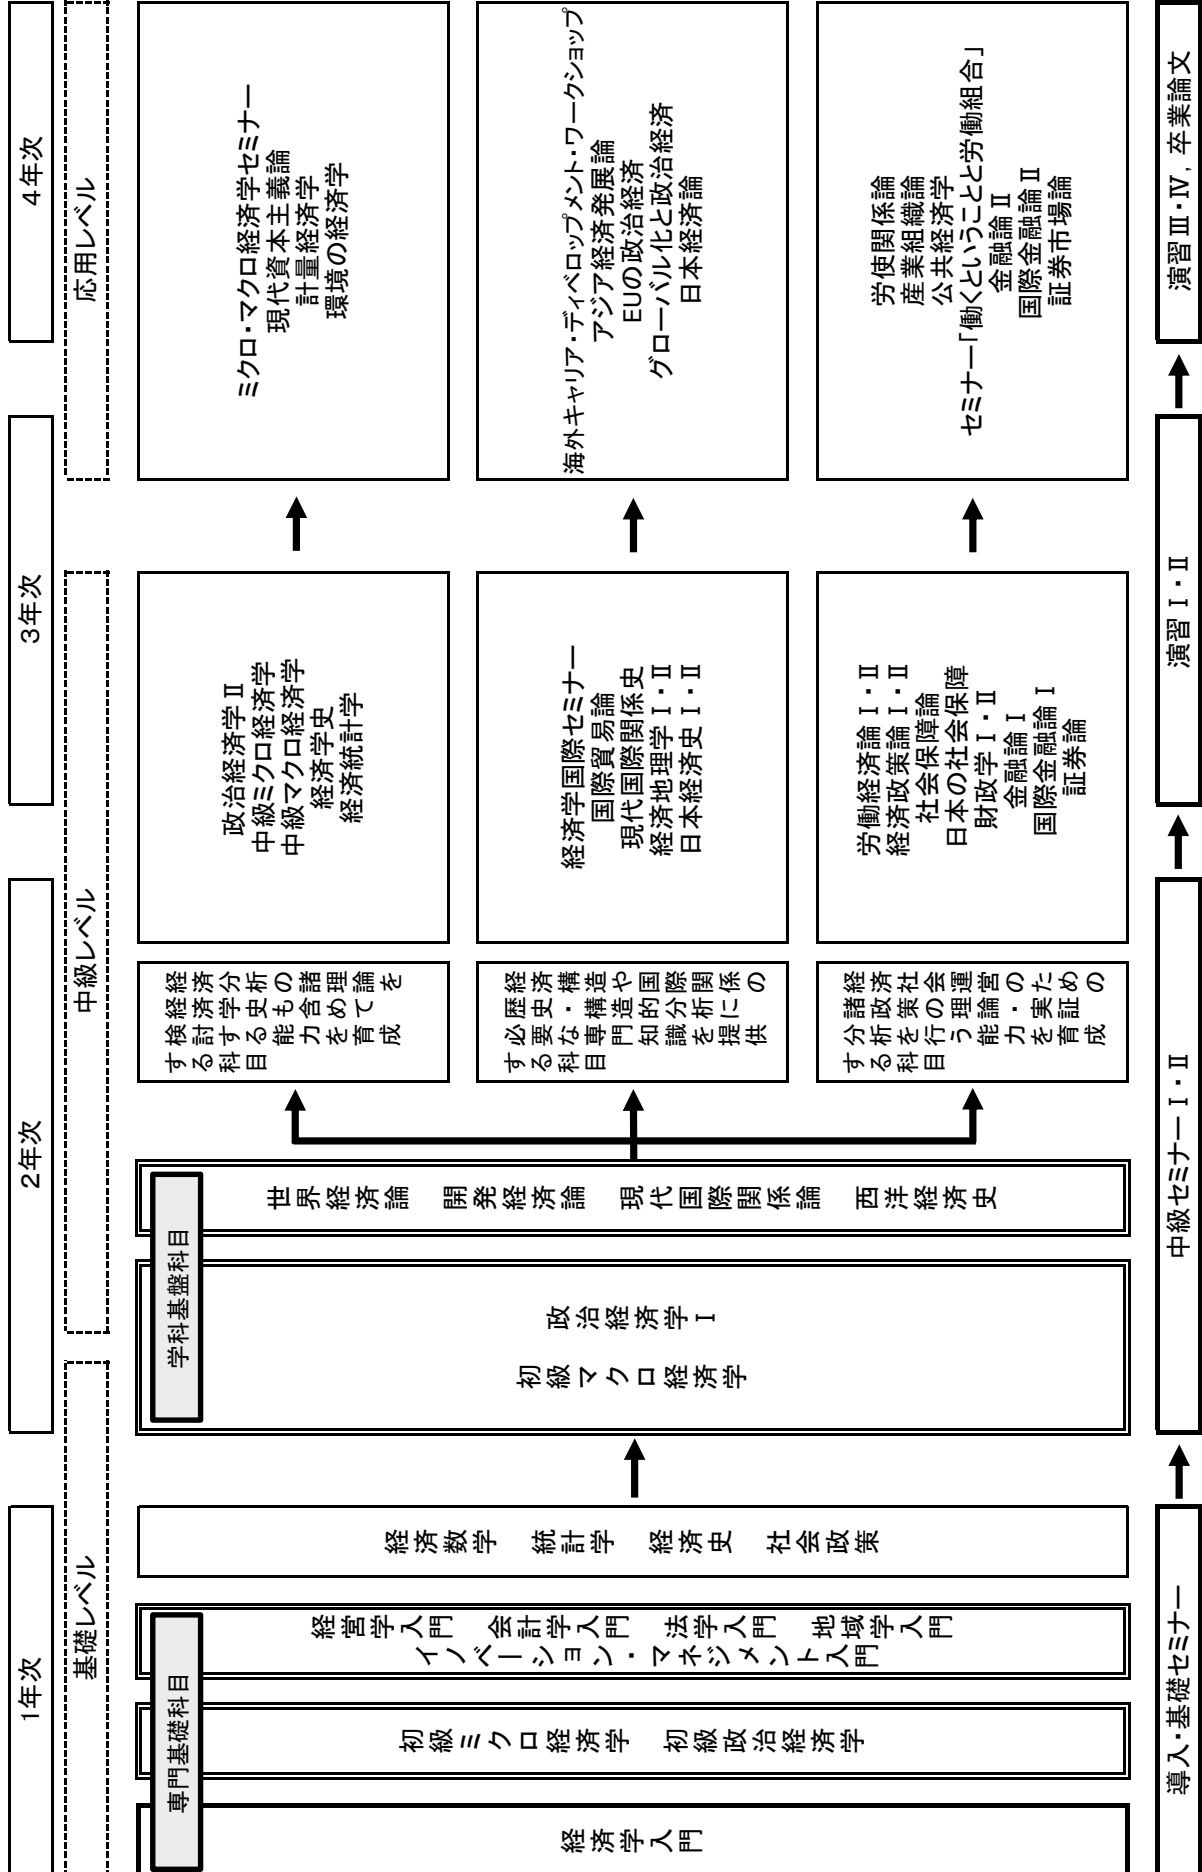 1年次
2年次
3年次
4年次
基礎レベル
中級レベル
応用レベル
専門基礎科目
経済学入門
初級ミクロ経済学　初級政治経済学
経営学入門　会計学入門　法学入門　地域学入門
イノベーション・マネジメント入門
経済数学　統計学　経済史　社会政策
学科基盤科目
政治経済学Ⅰ
初級マクロ経済学
世界経済論　開発経済論　現代国際関係論　西洋経済史
経済分析の諸理論を
経済学史も含めて
検討する能力を育成
する科目
政治経済学Ⅱ
中級ミクロ経済学
中級マクロ経済学
経済学史
経済統計学
ミクロ・マクロ経済学セミナー
現代資本主義論
計量経済学
環境の経済学
経済構造や国際関係の
歴史・構造的分析に
必要な専門知識を提供
する科目
経済学国際セミナー
国際貿易論
現代国際関係史
経済地理学Ⅰ・Ⅱ
日本経済史Ⅰ・Ⅱ
海外キャリア・ディベロップメント・ワークショップ
アジア経済発展論
EUの政治経済
グローバル化と政治経済
日本経済論
経済社会運営のための
諸政策の理論・実証
分析を行う能力を育成
する科目
労働経済論Ⅰ・Ⅱ
経済政策論Ⅰ・Ⅱ
社会保障論
日本の社会保障
財政学Ⅰ・Ⅱ
金融論Ⅰ
国際金融論Ⅰ
証券論
労使関係論
産業組織論
公共経済学
セミナー「働くということと労働組合」
金融論Ⅱ
国際金融論Ⅱ
証券市場論
導入・基礎セミナー
中級セミナーⅠ・Ⅱ
演習Ⅰ・Ⅱ
演習Ⅲ・Ⅳ，卒業論文